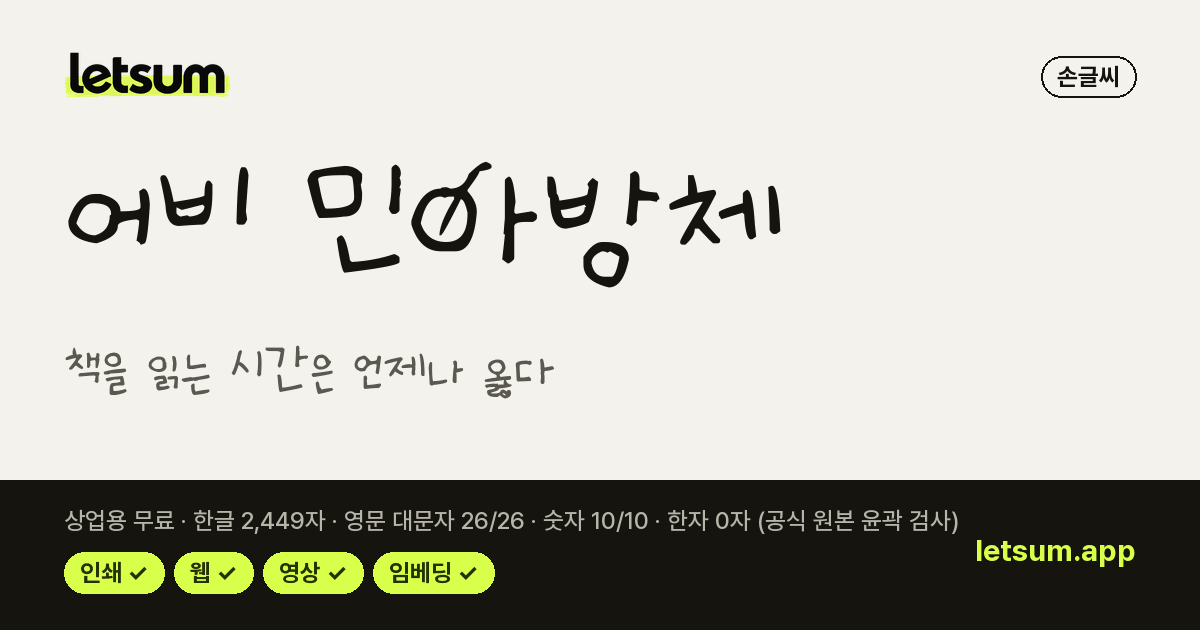 letsum
손글씨
어비 민아방체
책을 읽는 시간은 언제나 옳다
상업용 무료 · 한글 2,449자 · 영문 대문자 26/26 · 숫자 10/10 · 한자 0자 (공식 원본 윤곽 검사)
인쇄 ✓ 웹 ✓ 영상 ✓ 임베딩 ✓
letsum.app